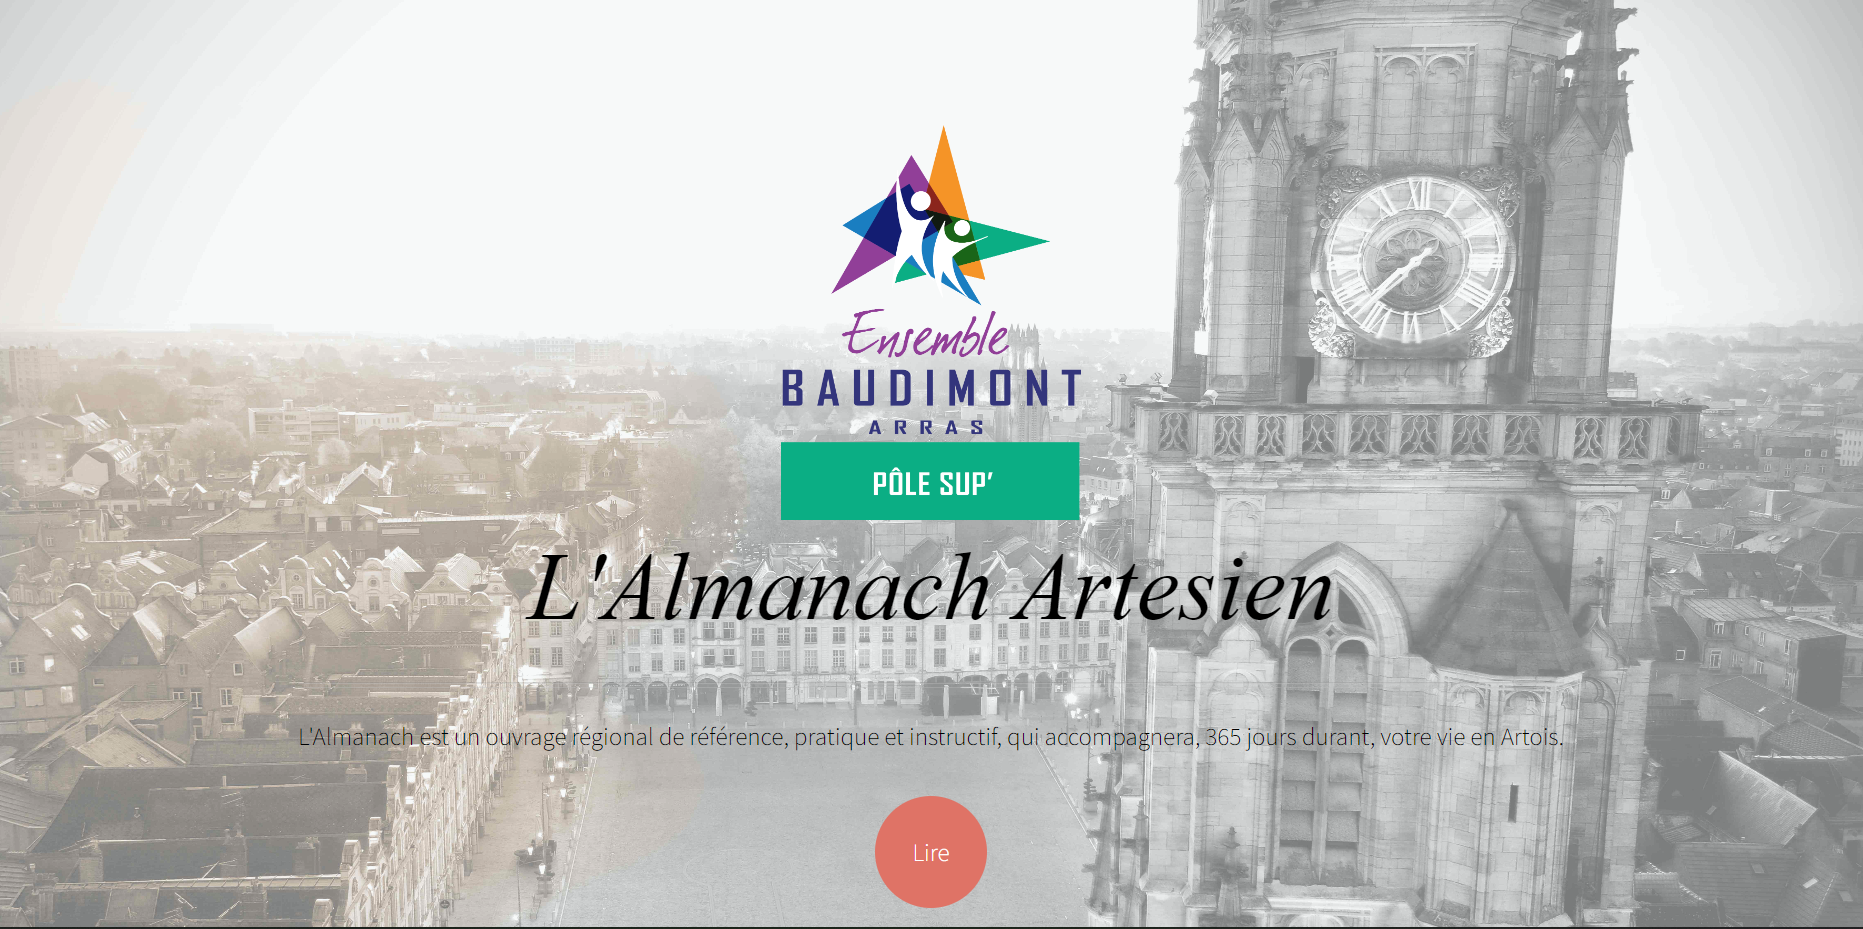 Ensemble
BAUDIMONT
ARRAS
PÔLE SUP'
L'Almanach Artesien
L'Almanach est un ouvrage régional de référence, pratique et instructif, qui accompagnera, 365 jours durant, votre vie en Artois.
Lire